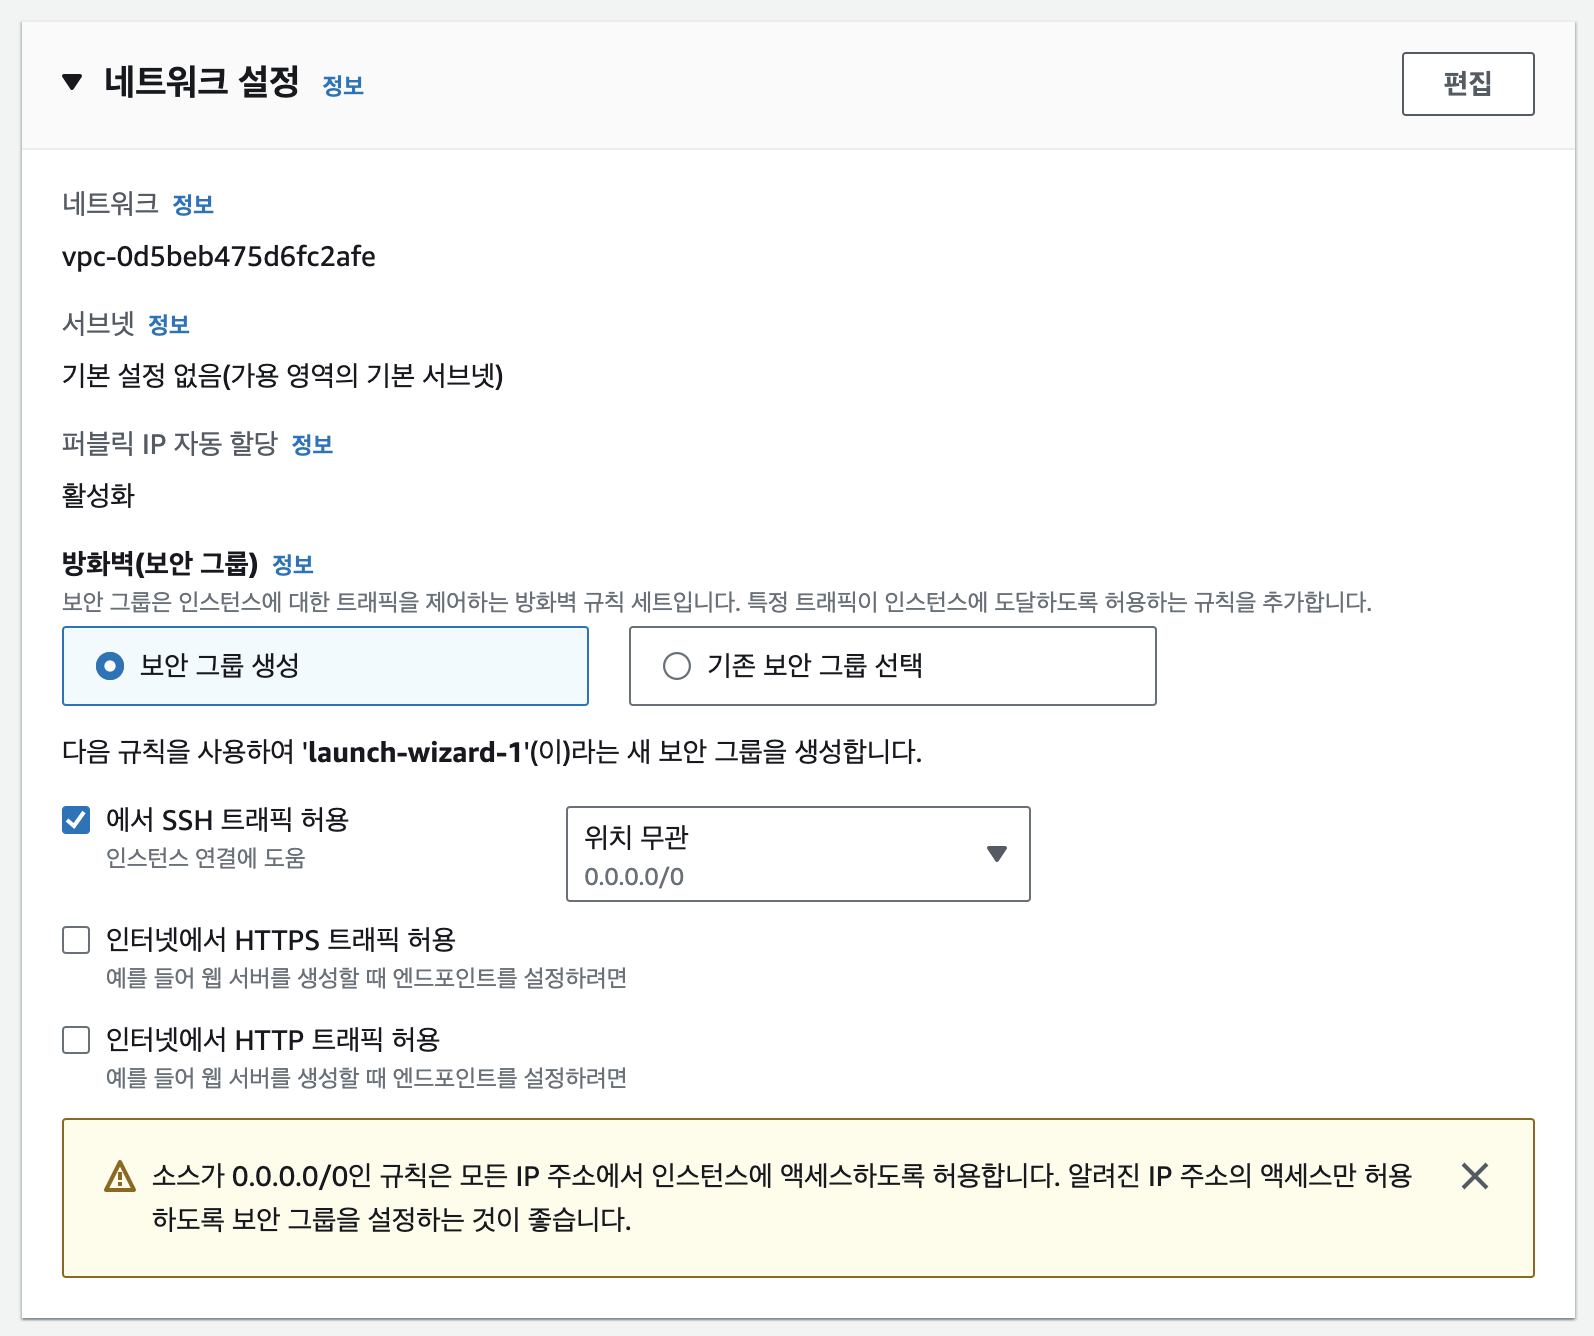 네트워크 설정 정보
편집
네트워크 정보
vpc-0d5beb475d6fc2afe
서브넷 정보
기본 설정 없음(가용 영역의 기본 서브넷)
퍼블릭 IP 자동 할당 정보
활성화
방화벽(보안 그룹) 정보
보안 그룹은 인스턴스에 대한 트래픽을 제어하는 방화벽 규칙 세트입니다. 특정 트래픽이 인스턴스에 도달하도록 허용하는 규칙을 추가합니다.
보안 그룹 생성
기존 보안 그룹 선택
다음 규칙을 사용하여 'launch-wizard-1'(이)라는 새 보안 그룹을 생성합니다.
에서 SSH 트래픽 허용
인스턴스 연결에 도움
위치 무관
0.0.0.0/0
인터넷에서 HTTPS 트래픽 허용
예를 들어 웹 서버를 생성할 때 엔드포인트를 설정하려면
인터넷에서 HTTP 트래픽 허용
예를 들어 웹 서버를 생성할 때 엔드포인트를 설정하려면
소스가 0.0.0.0/0인 규칙은 모든 IP 주소에서 인스턴스에 액세스하도록 허용합니다. 알려진 IP 주소의 액세스만 허용
하도록 보안 그룹을 설정하는 것이 좋습니다.